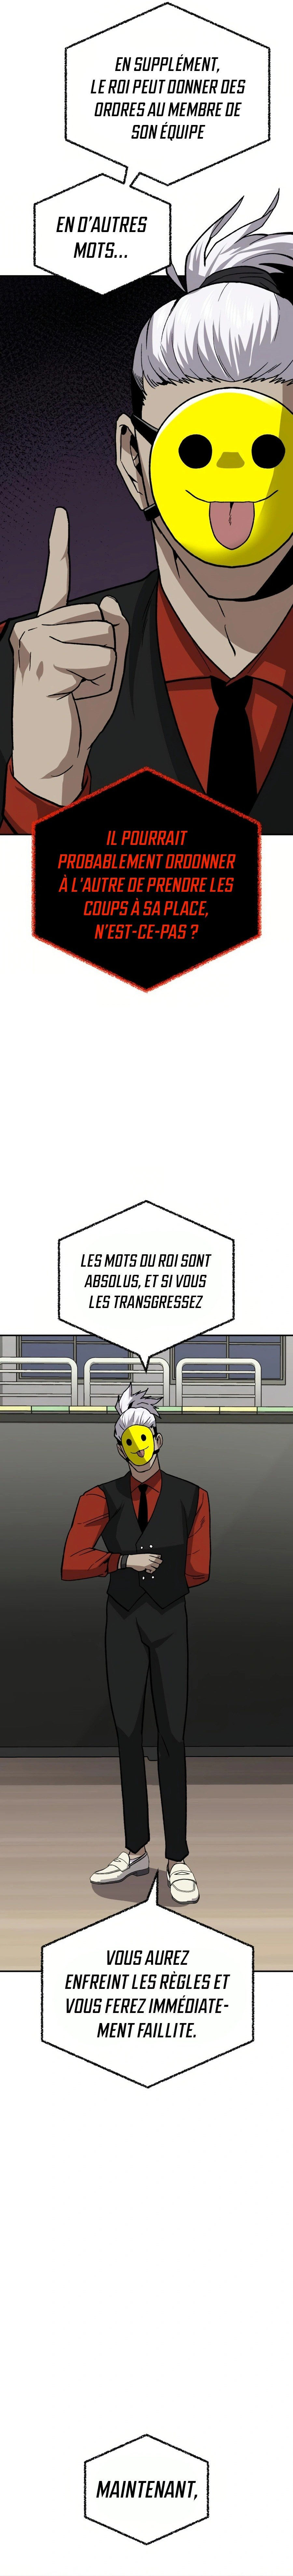 EN SUPPLÉMENT,
LE ROI PEUT DONNER DES
ORDRES AU MEMBRE DE
SON ÉQUIPE
EN D'AUTRES
MOTS...
IL POURRAIT
PROBABLEMENT ORDONNER
À L'AUTRE DE PRENDRE LES
COUPS À SA PLACE,
N'EST-CE-PAS ?
LES MOTS DU ROI SONT
ABSOLUS, ET SI VOUS
LES TRANSGRESSEZ
VOUS AUREZ
ENFREINT LES RÈGLES ET
VOUS FEREZ IMMÉDIATE-
MENT FAILLITE.
MAINTENANT,